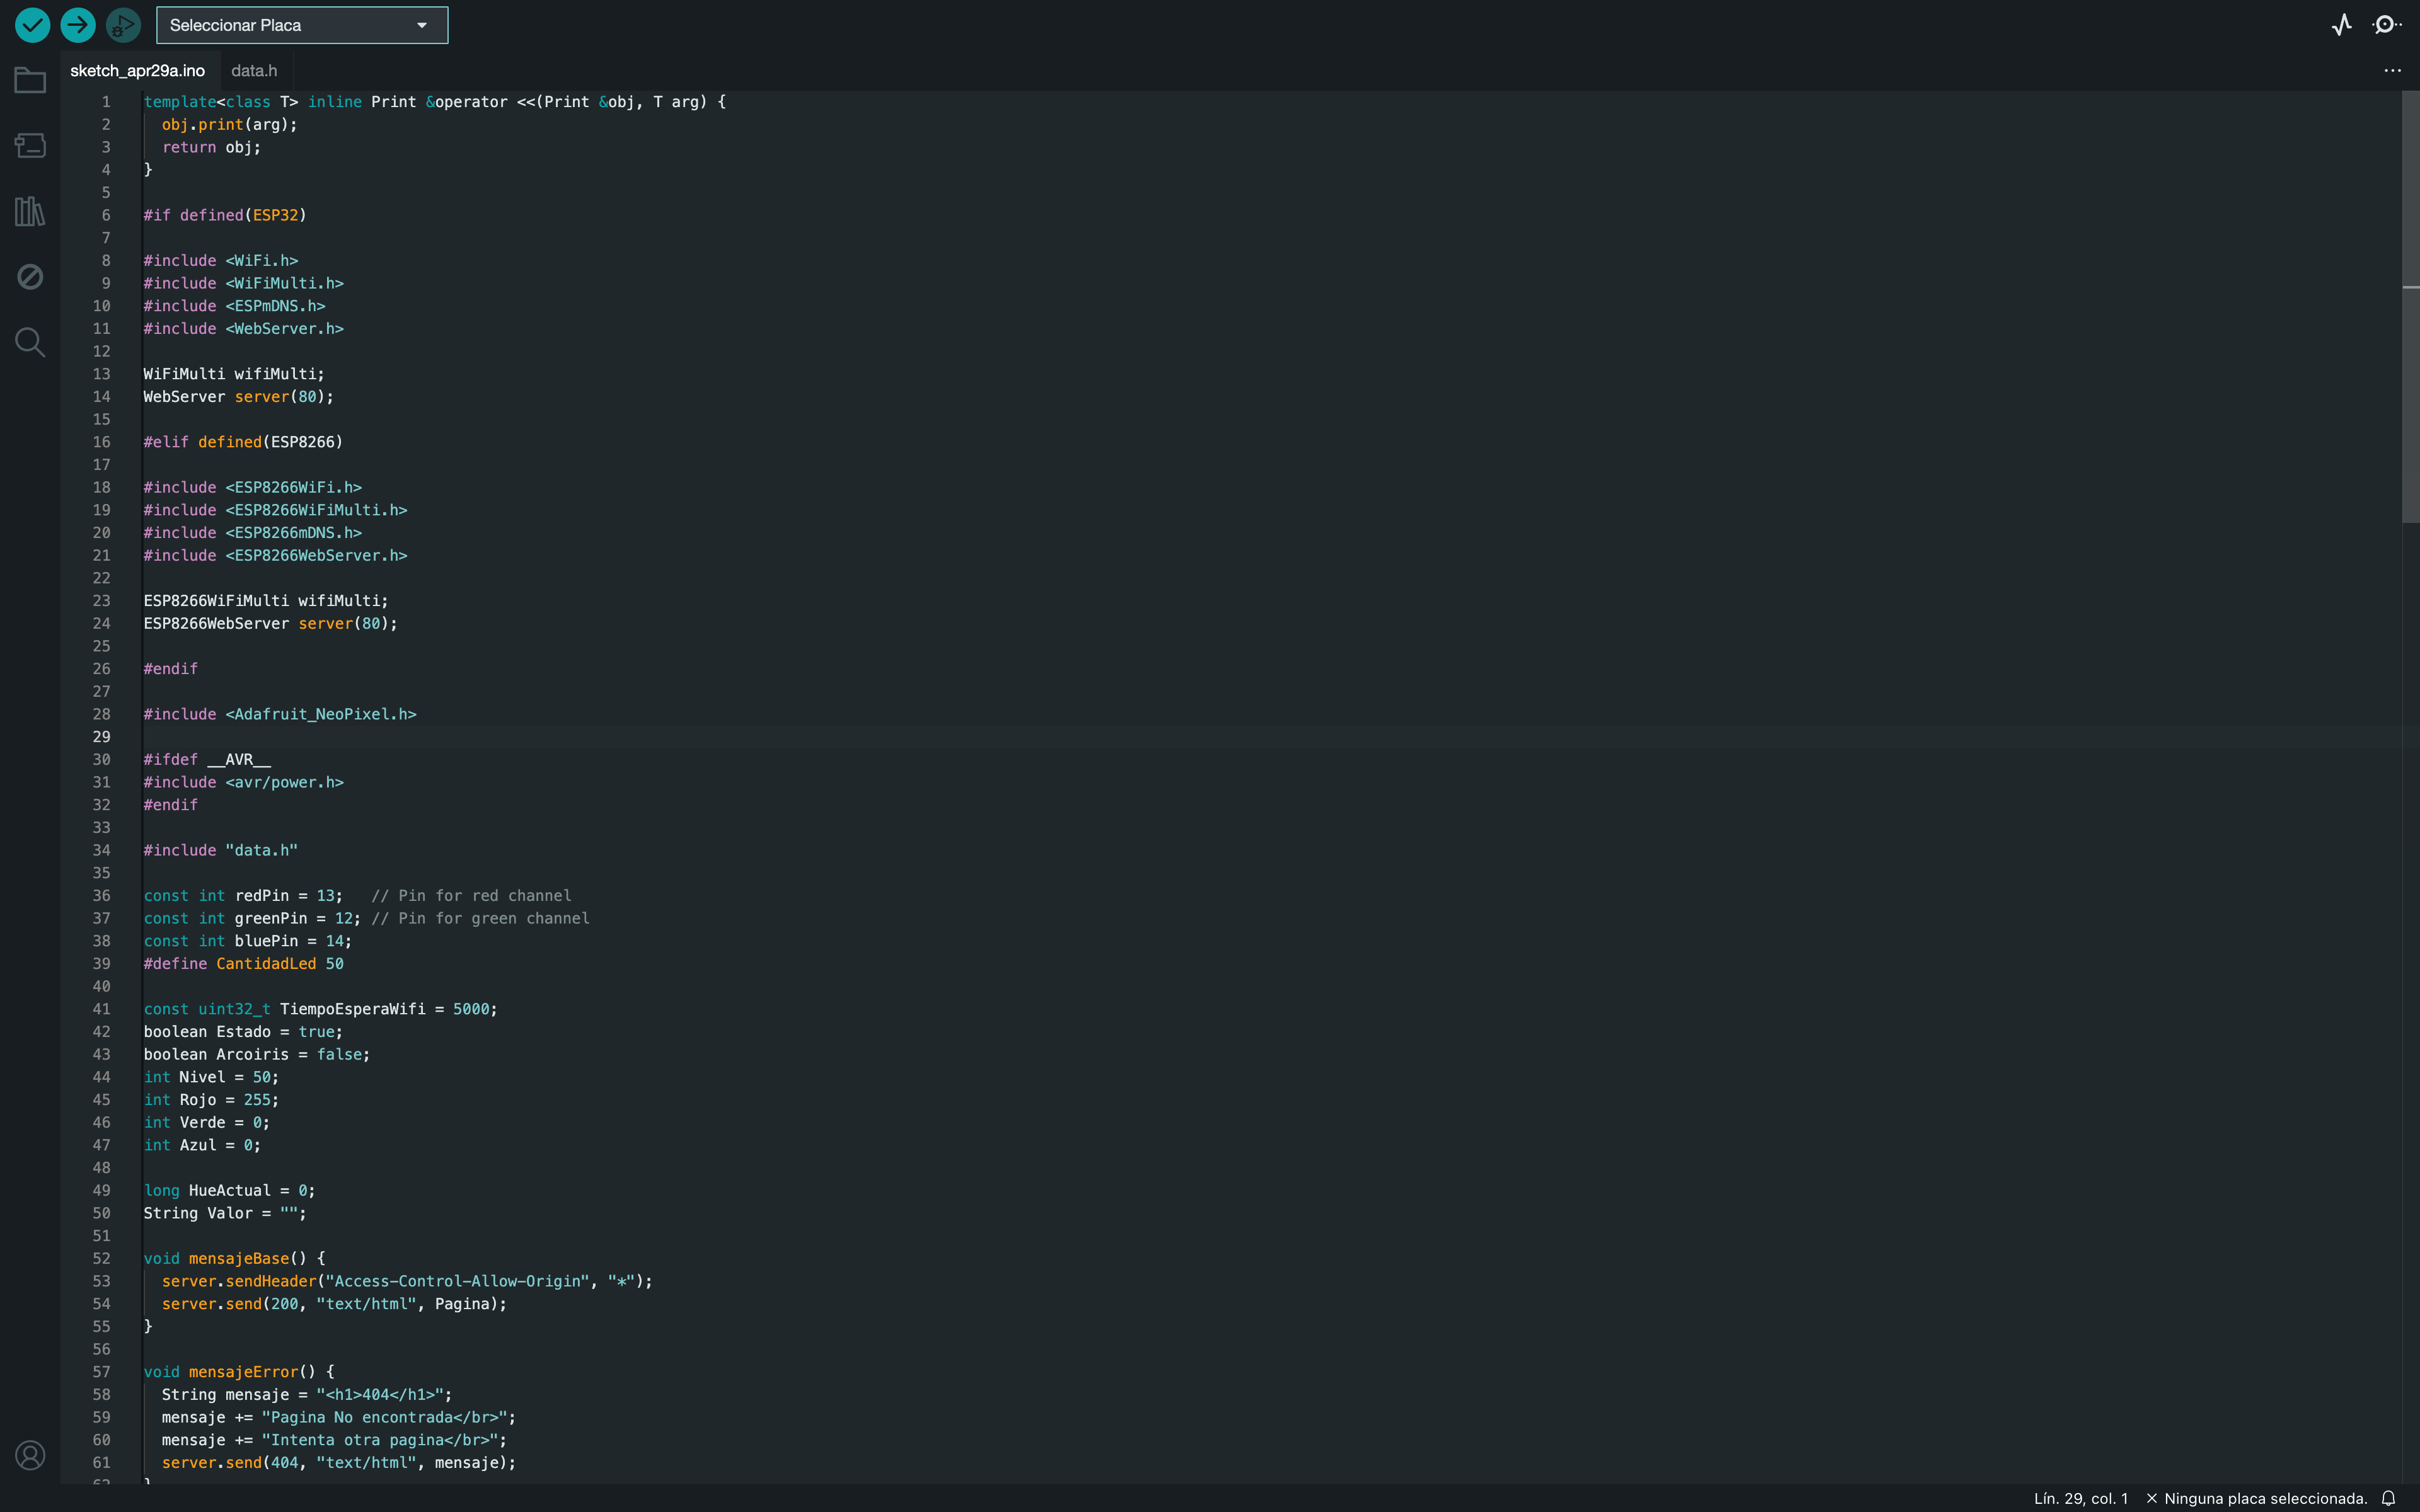 Seleccionar Placa
sketch_apr29a.ino
data.h
1 template<class T> inline Print &operator <<(Print &obj, T arg) {
2 obj.print(arg);
3 return obj;
4 }
5
6 #if defined(ESP32)
7
8 #include <WiFi.h>
9 #include <WiFiMulti.h>
10 #include <ESPmDNS.h>
11 #include <WebServer.h>
12
13 WiFiMulti wifiMulti;
14 WebServer server(80);
15
16 #elif defined(ESP8266)
17
18 #include <ESP8266WiFi.h>
19 #include <ESP8266WiFiMulti.h>
20 #include <ESP8266mDNS.h>
21 #include <ESP8266WebServer.h>
22
23 ESP8266WiFiMulti wifiMulti;
24 ESP8266WebServer server(80);
25
26 #endif
27
28 #include <Adafruit_NeoPixel.h>
29
30 #ifdef __AVR__
31 #include <avr/power.h>
32 #endif
33
34 #include "data.h"
35
36 const int redPin = 13;   // Pin for red channel
37 const int greenPin = 12; // Pin for green channel
38 const int bluePin = 14;
39 #define CantidadLed 50
40
41 const uint32_t TiempoEsperaWifi = 5000;
42 boolean Estado = true;
43 boolean Arcoiris = false;
44 int Nivel = 50;
45 int Rojo = 255;
46 int Verde = 0;
47 int Azul = 0;
48
49 long HueActual = 0;
50 String Valor = "";
51
52 void mensajeBase() {
53 server.sendHeader("Access-Control-Allow-Origin", "*");
54 server.send(200, "text/html", Pagina);
55 }
56
57 void mensajeError() {
58 String mensaje = "<h1>404</h1>";
59 mensaje += "Pagina No encontrada</br>";
60 mensaje += "Intenta otra pagina</br>";
61 server.send(404, "text/html", mensaje);
62 }
Lín. 29, col. 1
Ninguna placa seleccionada.